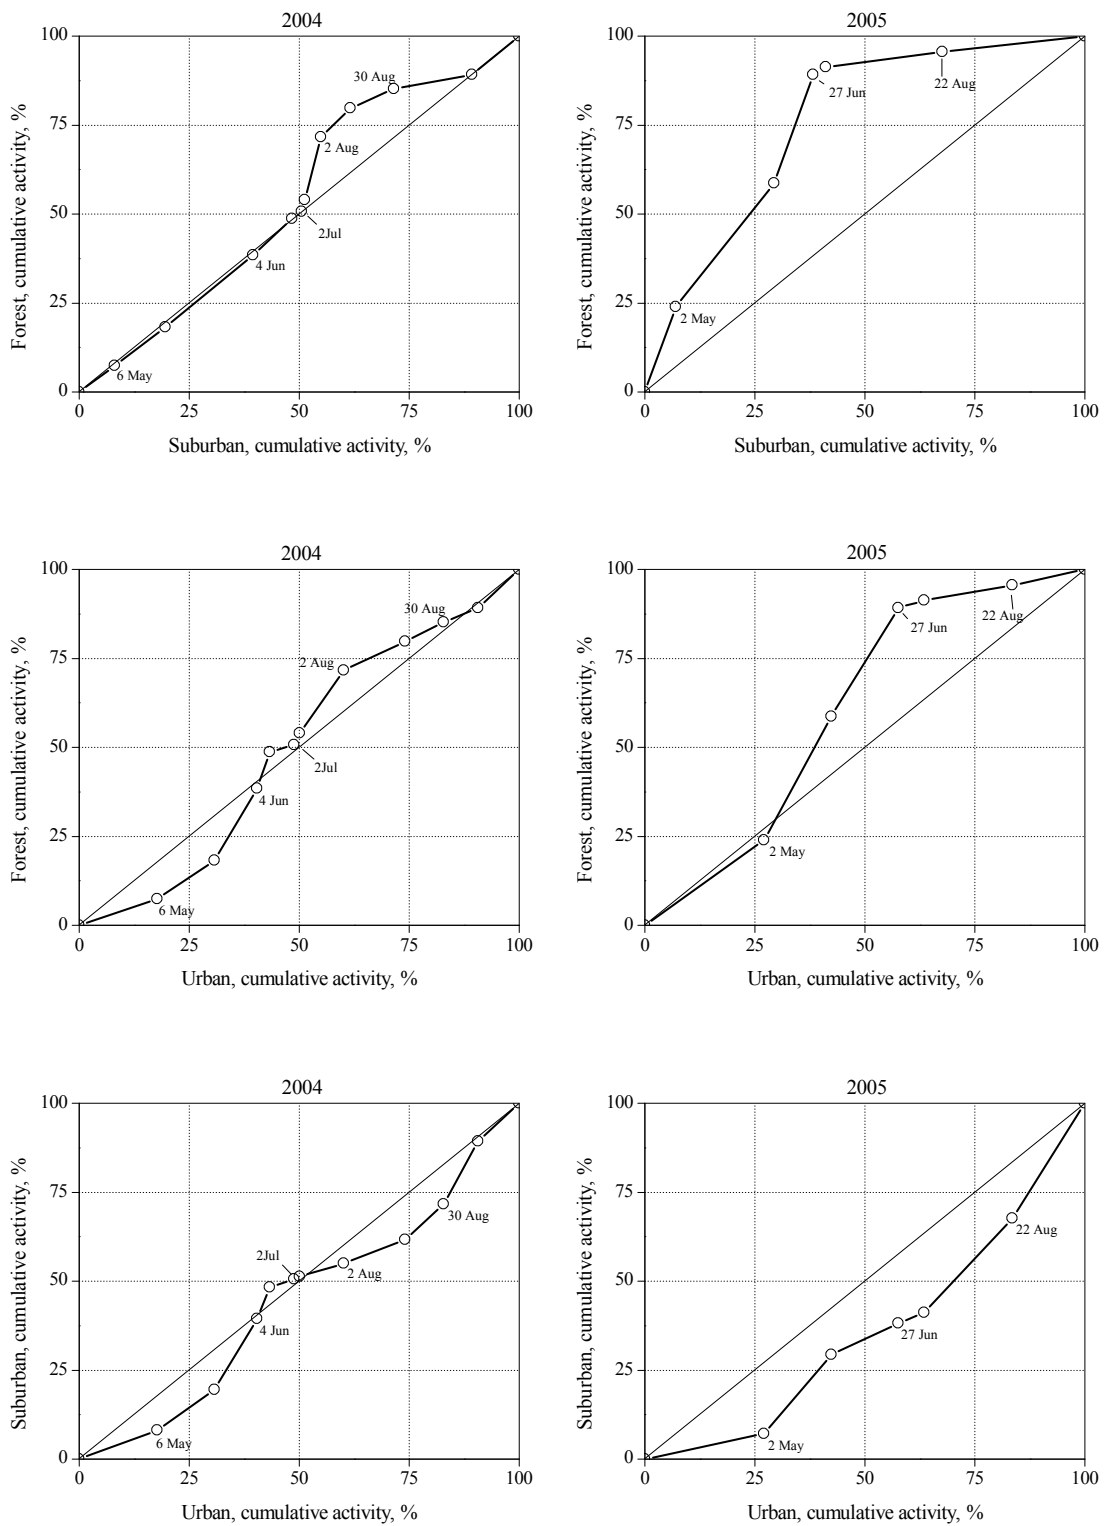 2004
2005
100
75
50
25
0
Forest, cumulative activity, %
30 Aug
2 Aug
2Jul
4 Jun
6 May
0 25 50 75 100
Suburban, cumulative activity, %
100
75
50
25
0
Forest, cumulative activity, %
27 Jun
22 Aug
2 May
0 25 50 75 100
Suburban, cumulative activity, %
2004
2005
100
75
50
25
0
Forest, cumulative activity, %
30 Aug
2 Aug
2Jul
4 Jun
6 May
0 25 50 75 100
Urban, cumulative activity, %
100
75
50
25
0
Forest, cumulative activity, %
22 Aug
27 Jun
2 May
0 25 50 75 100
Urban, cumulative activity, %
2004
2005
100
75
50
25
0
Suburban, cumulative activity, %
30 Aug
2Jul
2 Aug
4 Jun
6 May
0 25 50 75 100
Urban, cumulative activity, %
100
75
50
25
0
Suburban, cumulative activity, %
22 Aug
27 Jun
2 May
0 25 50 75 100
Urban, cumulative activity, %